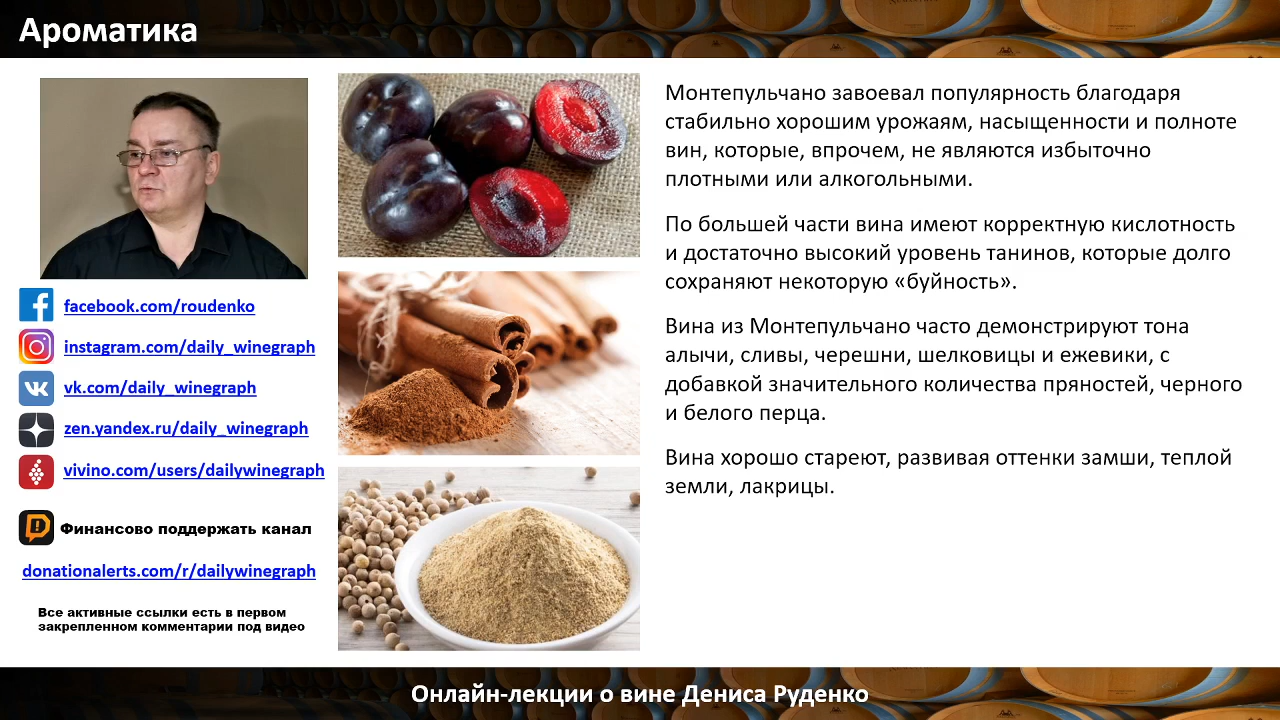 Ароматика
facebook.com/roudenko
instagram.com/daily_winegraph
vk.com/daily_winegraph
zen.yandex.ru/daily_winegraph
vivino.com/users/dailywinegraph
Финансово поддержать канал
donationalerts.com/r/dailywinegraph
Все активные ссылки есть в первом
закрепленном комментарии под видео
Монтепульчано завоевал популярность благодаря
стабильно хорошим урожаям, насыщенности и полноте
вин, которые, впрочем, не являются избыточно
плотными или алкогольными.
По большей части вина имеют корректную кислотность
и достаточно высокий уровень танинов, которые долго
сохраняют некоторую «буйность».
Вина из Монтепульчано часто демонстрируют тона
алычи, сливы, черешни, шелковицы и ежевики, с
добавкой значительного количества пряностей, черного
и белого перца.
Вина хорошо стареют, развивая оттенки замши, теплой
земли, лакрицы.
Онлайн-лекции о вине Дениса Руденко